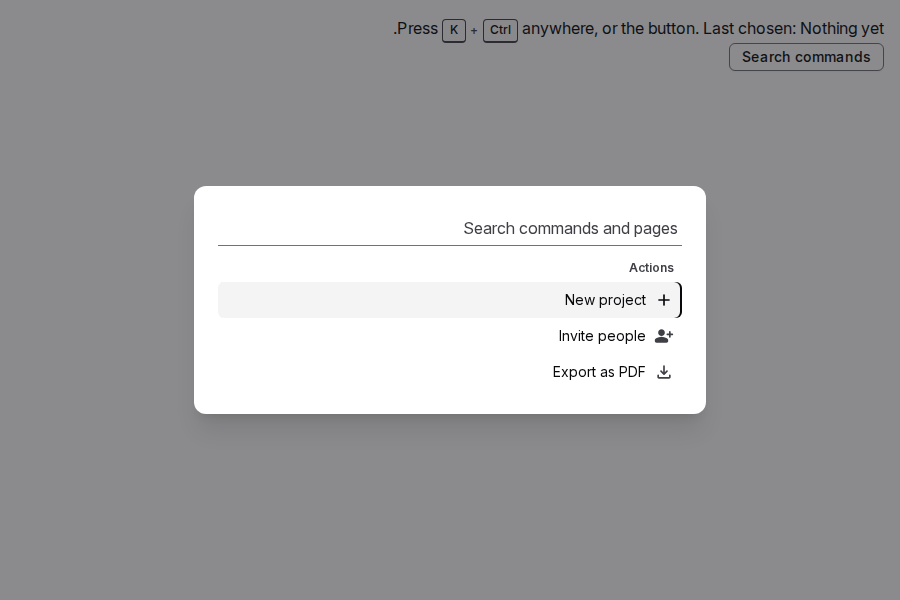 .Press K + Ctrl anywhere, or the button. Last chosen: Nothing yet
Search commands
Search commands and pages
Actions
New project
Invite people
Export as PDF